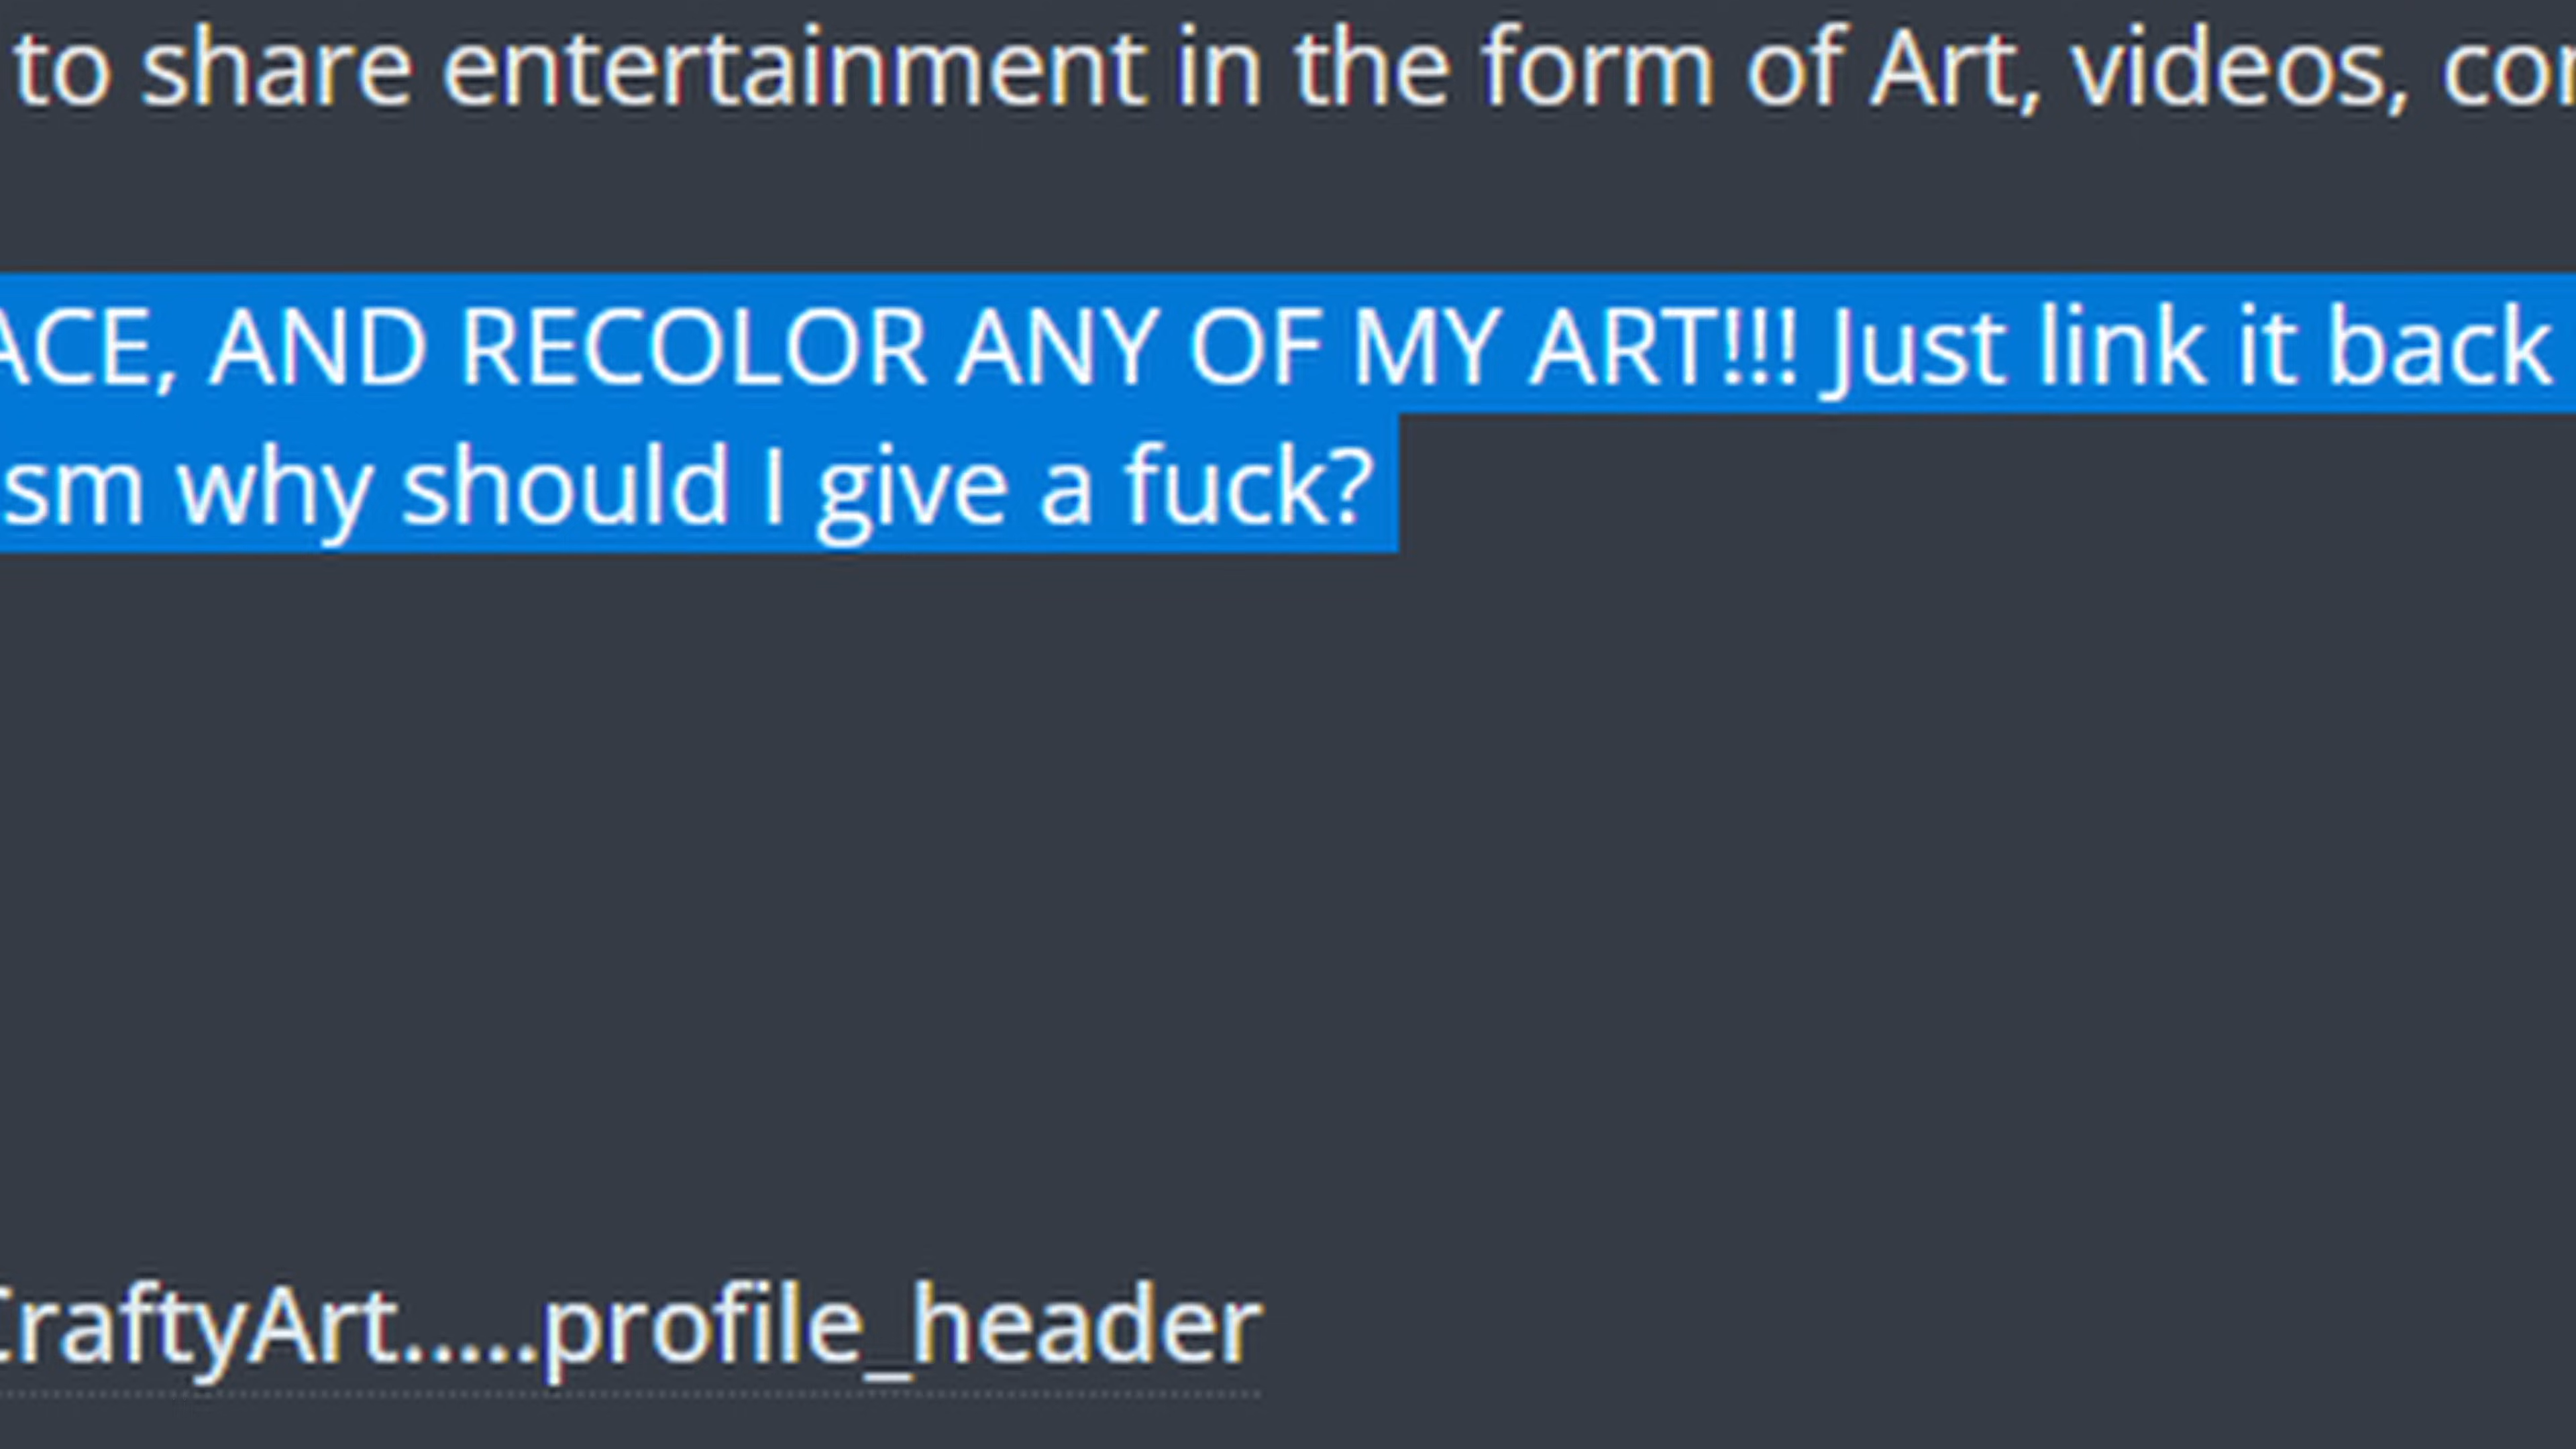 to share entertainment in the form of Art, videos, con
ACE, AND RECOLOR ANY OF MY ART!!! Just link it back
sm why should I give a fuck?
CraftyArt.....profile_header